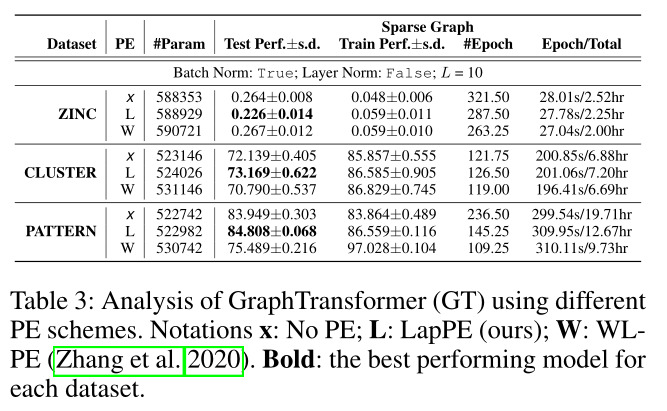 Sparse Graph
Dataset PE #Param Test Perf.±s.d. Train Perf.±s.d. #Epoch Epoch/Total
Batch Norm: True; Layer Norm: False; L = 10
x 588353 0.264±0.008 0.048±0.006 321.50 28.01s/2.52hr
ZINC L 588929 0.226±0.014 0.059±0.011 287.50 27.78s/2.25hr
W 590721 0.267±0.012 0.059±0.010 263.25 27.04s/2.00hr
x 523146 72.139±0.405 85.857±0.555 121.75 200.85s/6.88hr
CLUSTER L 524026 73.169±0.622 86.585±0.905 126.50 201.06s/7.20hr
W 531146 70.790±0.537 86.829±0.745 119.00 196.41s/6.69hr
x 522742 83.949±0.303 83.864±0.489 236.50 299.54s/19.71hr
PATTERN L 522982 84.808±0.068 86.559±0.116 145.25 309.95s/12.67hr
W 530742 75.489±0.216 97.028±0.104 109.25 310.11s/9.73hr
Table 3: Analysis of GraphTransformer (GT) using different
PE schemes. Notations x: No PE; L: LapPE (ours); W: WL-
PE (Zhang et al. 2020). Bold: the best performing model for
each dataset.